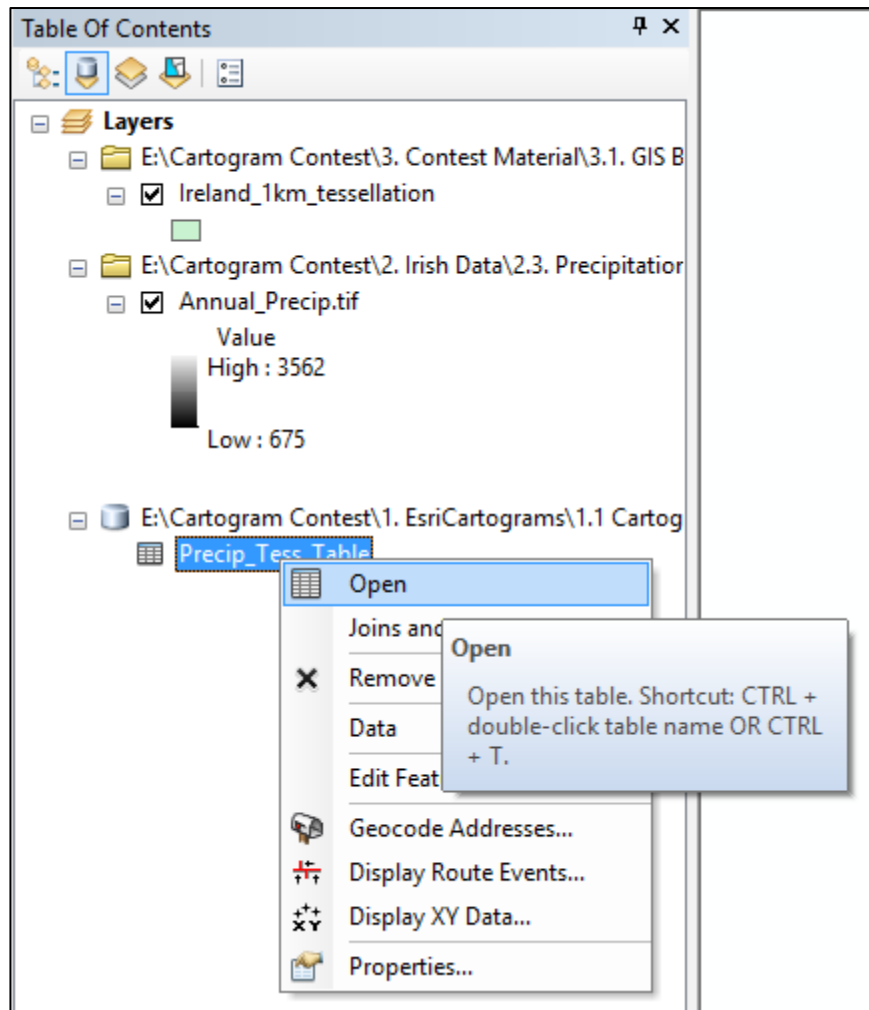 Table Of Contents
Layers
E:\Cartogram Contest\3. Contest Material\3.1. GIS B
Ireland_1km_tessellation
E:\Cartogram Contest\2. Irish Data\2.3. Precipitation
Annual_Precip.tif
Value
High : 3562
Low : 675
E:\Cartogram Contest\1. EsriCartograms\1.1 Cartog
Precip_Tess_Table
Open
Joins and
Open
Remove
Open this table. Shortcut: CTRL +
double-click table name OR CTRL
+ T.
Data
Edit Feat
Geocode Addresses...
Display Route Events...
Display XY Data...
Properties...